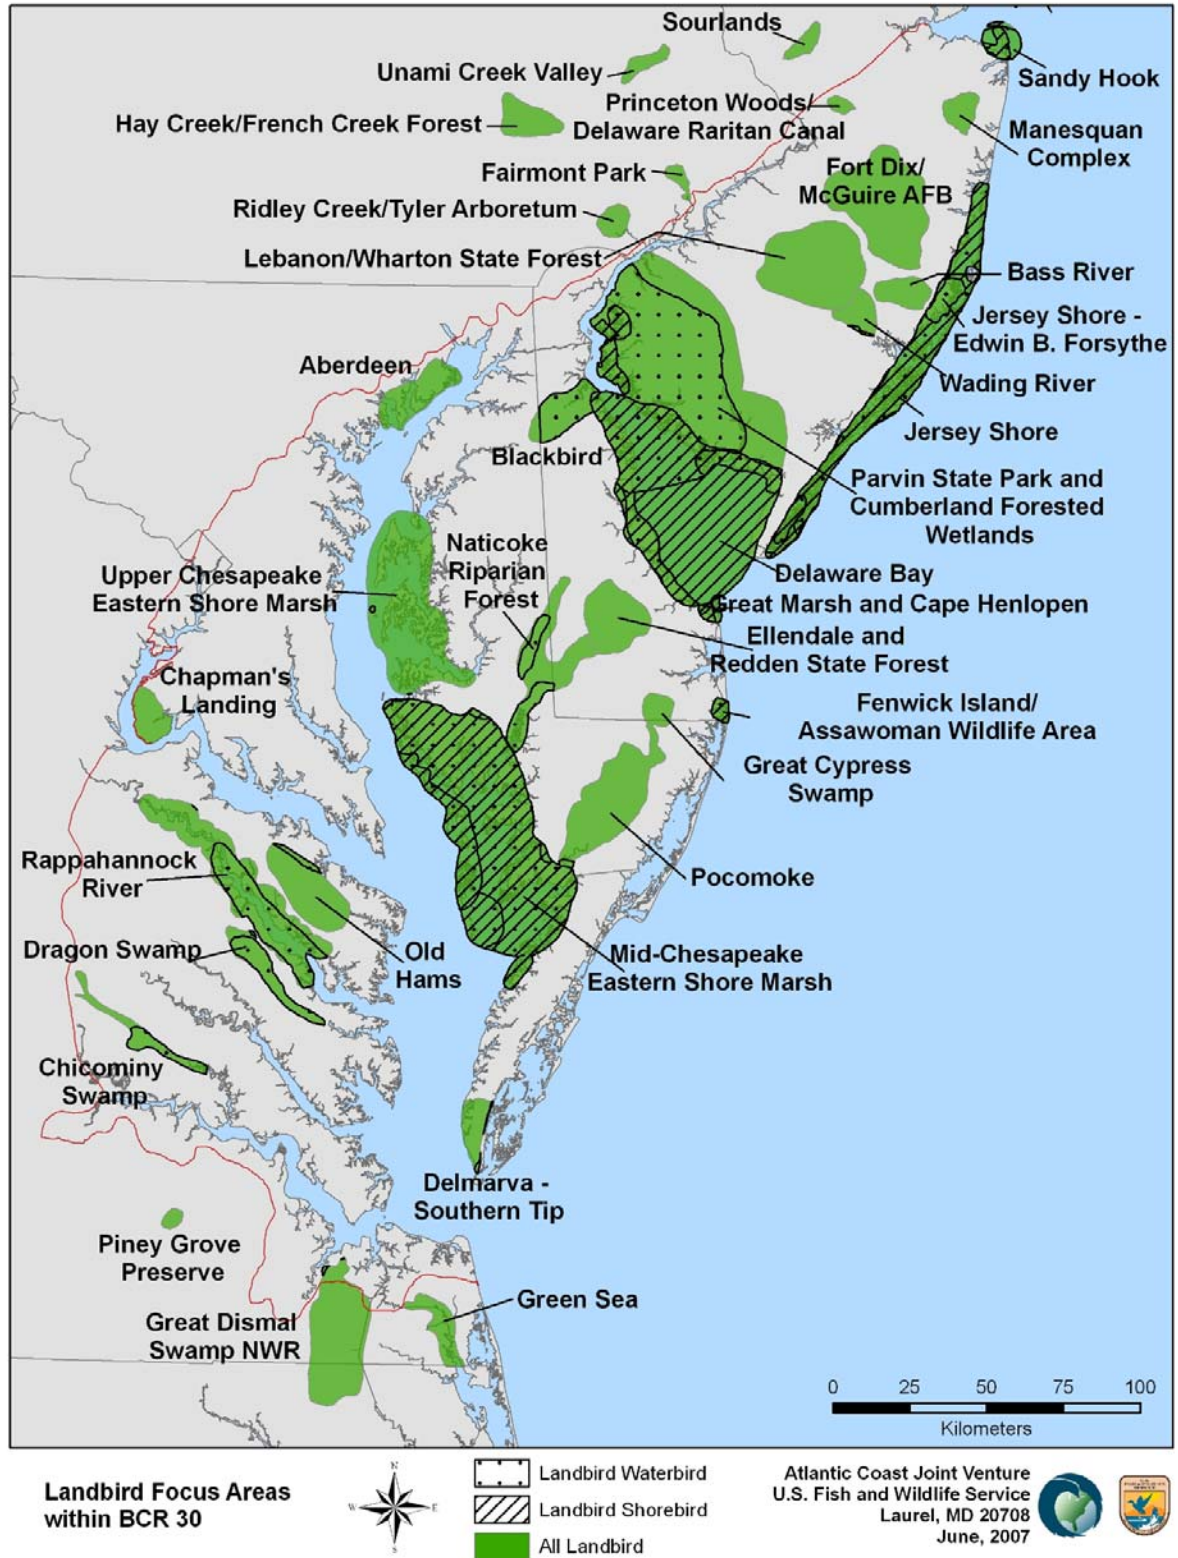 Sourlands
Unami Creek Valley
Sandy Hook
Princeton Woods/
Delaware Raritan Canal
Hay Creek/French Creek Forest
Manesquan
Complex
Fairmont Park
Fort Dix/
McGuire AFB
Ridley Creek/Tyler Arboretum
Lebanon/Wharton State Forest
Bass River
Jersey Shore -
Edwin B. Forsythe
Aberdeen
Wading River
Jersey Shore
Blackbird
Parvin State Park and
Cumberland Forested
Wetlands
Naticoke
Riparian
Forest
Upper Chesapeake
Eastern Shore Marsh
Delaware Bay
Great Marsh and Cape Henlopen
Ellendale and
Redden State Forest
Chapman's
Landing
Fenwick Island/
Assawoman Wildlife Area
Great Cypress
Swamp
Rappahannock
River
Pocomoke
Dragon Swamp
Old
Hams
Mid-Chesapeake
Eastern Shore Marsh
Chicominy
Swamp
Delmarva -
Southern Tip
Piney Grove
Preserve
Green Sea
Great Dismal
Swamp NWR
0 25 50 75 100
Kilometers
Landbird Focus Areas
within BCR 30
N
W E
S
Landbird Waterbird
Landbird Shorebird
All Landbird
Atlantic Coast Joint Venture
U.S. Fish and Wildlife Service
Laurel, MD 20708
June, 2007